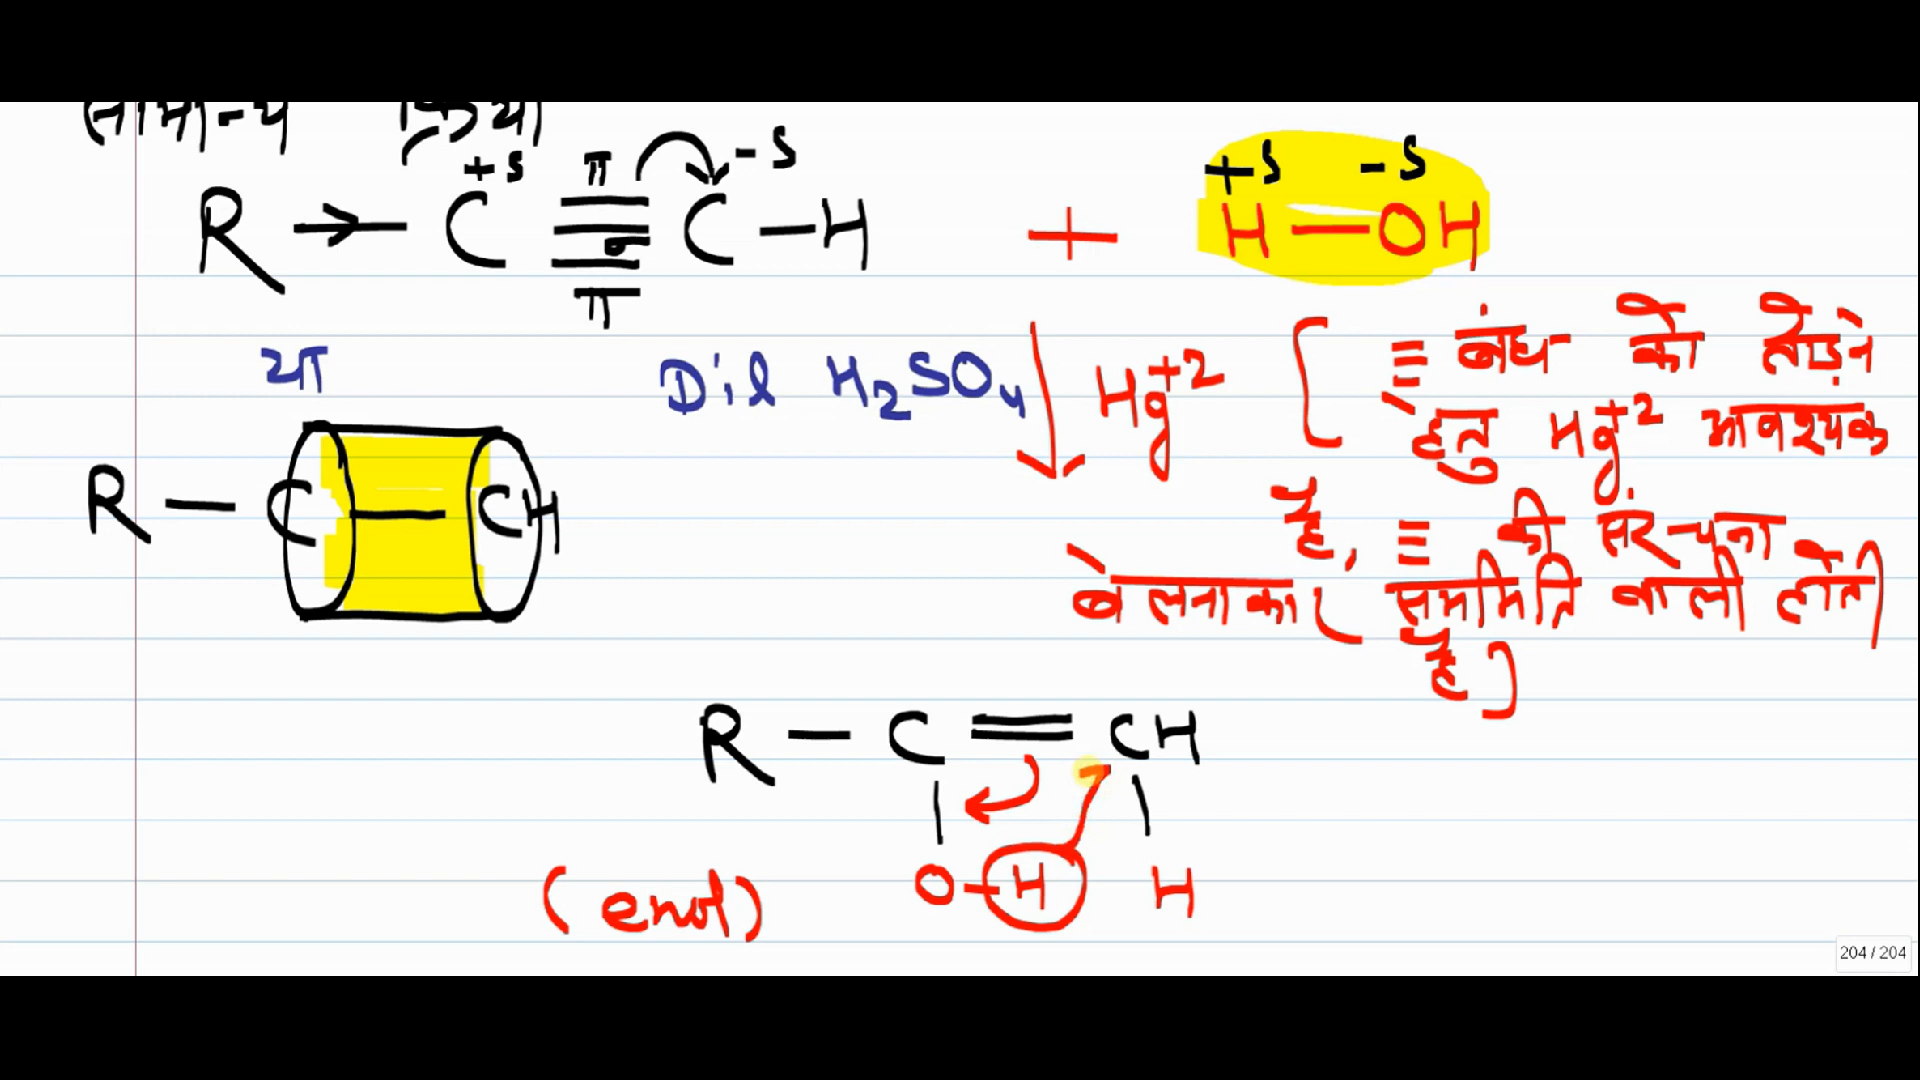 सामान्य क्रिया
+δ π -δ +δ -δ
R → C ≡ C - H + H - OH
σ
π
या Dil H₂SO₄ Hg⁺² [ ≡ बंध को तोड़ने
हेतु Hg⁺² आवश्यक
R - C - CH है, ≡ की संरचना
बेलनाकार सममिति वाली होती
है ]
R - C = CH
(enol) O - H H
204 / 204